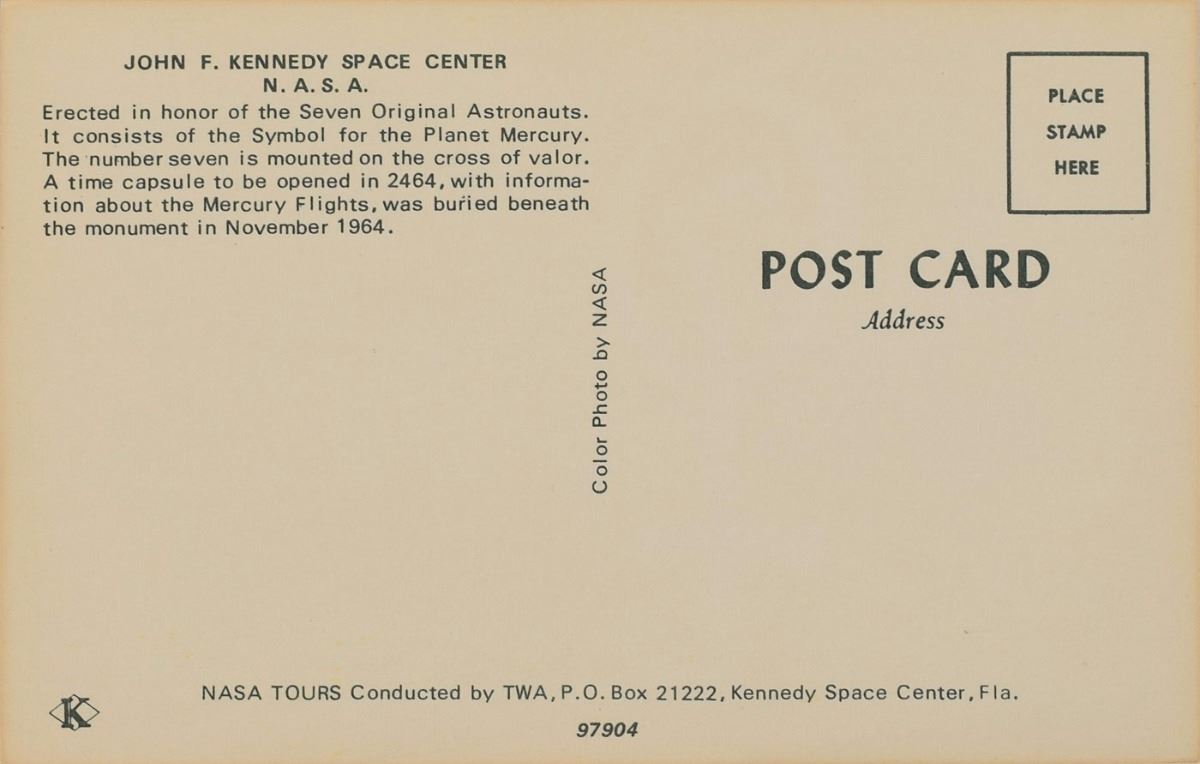 JOHN F. KENNEDY SPACE CENTER
N. A. S. A.
Erected in honor of the Seven Original Astronauts.
It consists of the Symbol for the Planet Mercury.
The number seven is mounted on the cross of valor.
A time capsule to be opened in 2464, with informa-
tion about the Mercury Flights, was buried beneath
the monument in November 1964.
Color Photo by NASA
PLACE
STAMP
HERE
POST CARD
Address
NASA TOURS Conducted by TWA, P.O. Box 21222, Kennedy Space Center, Fla.
K
97904